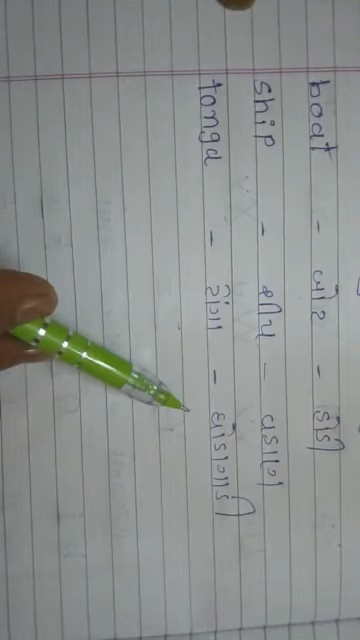 boat - બોટ - હોડી
ship - શીપ - વહાણ
tonga - ટાંગા - ઘોડાગાડી